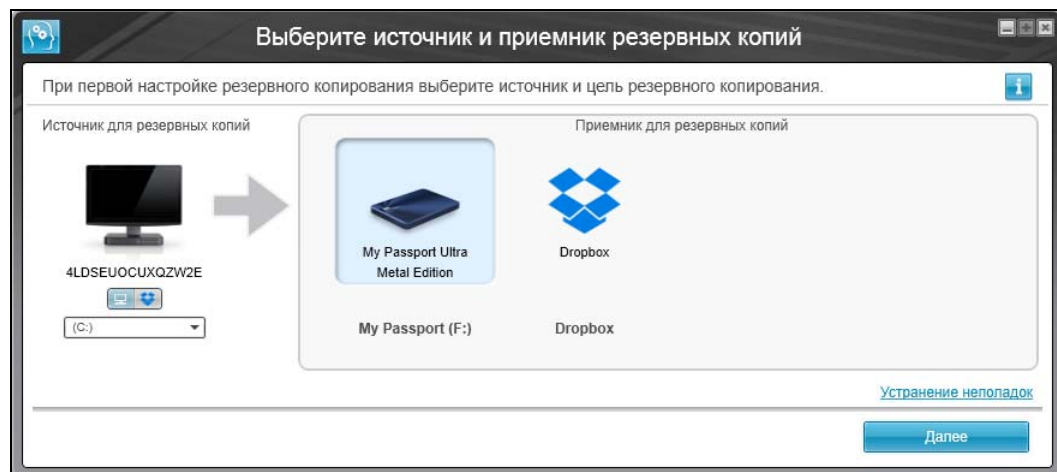 Выберите источник и приемник резервных копий
При первой настройке резервного копирования выберите источник и цель резервного копирования.
Источник для резервных копий
Приемник для резервных копий
My Passport Ultra
Metal Edition
Dropbox
4LDSEUOCUXQZW2E
(C:)
My Passport (F:)
Dropbox
Устранение неполадок
Далее